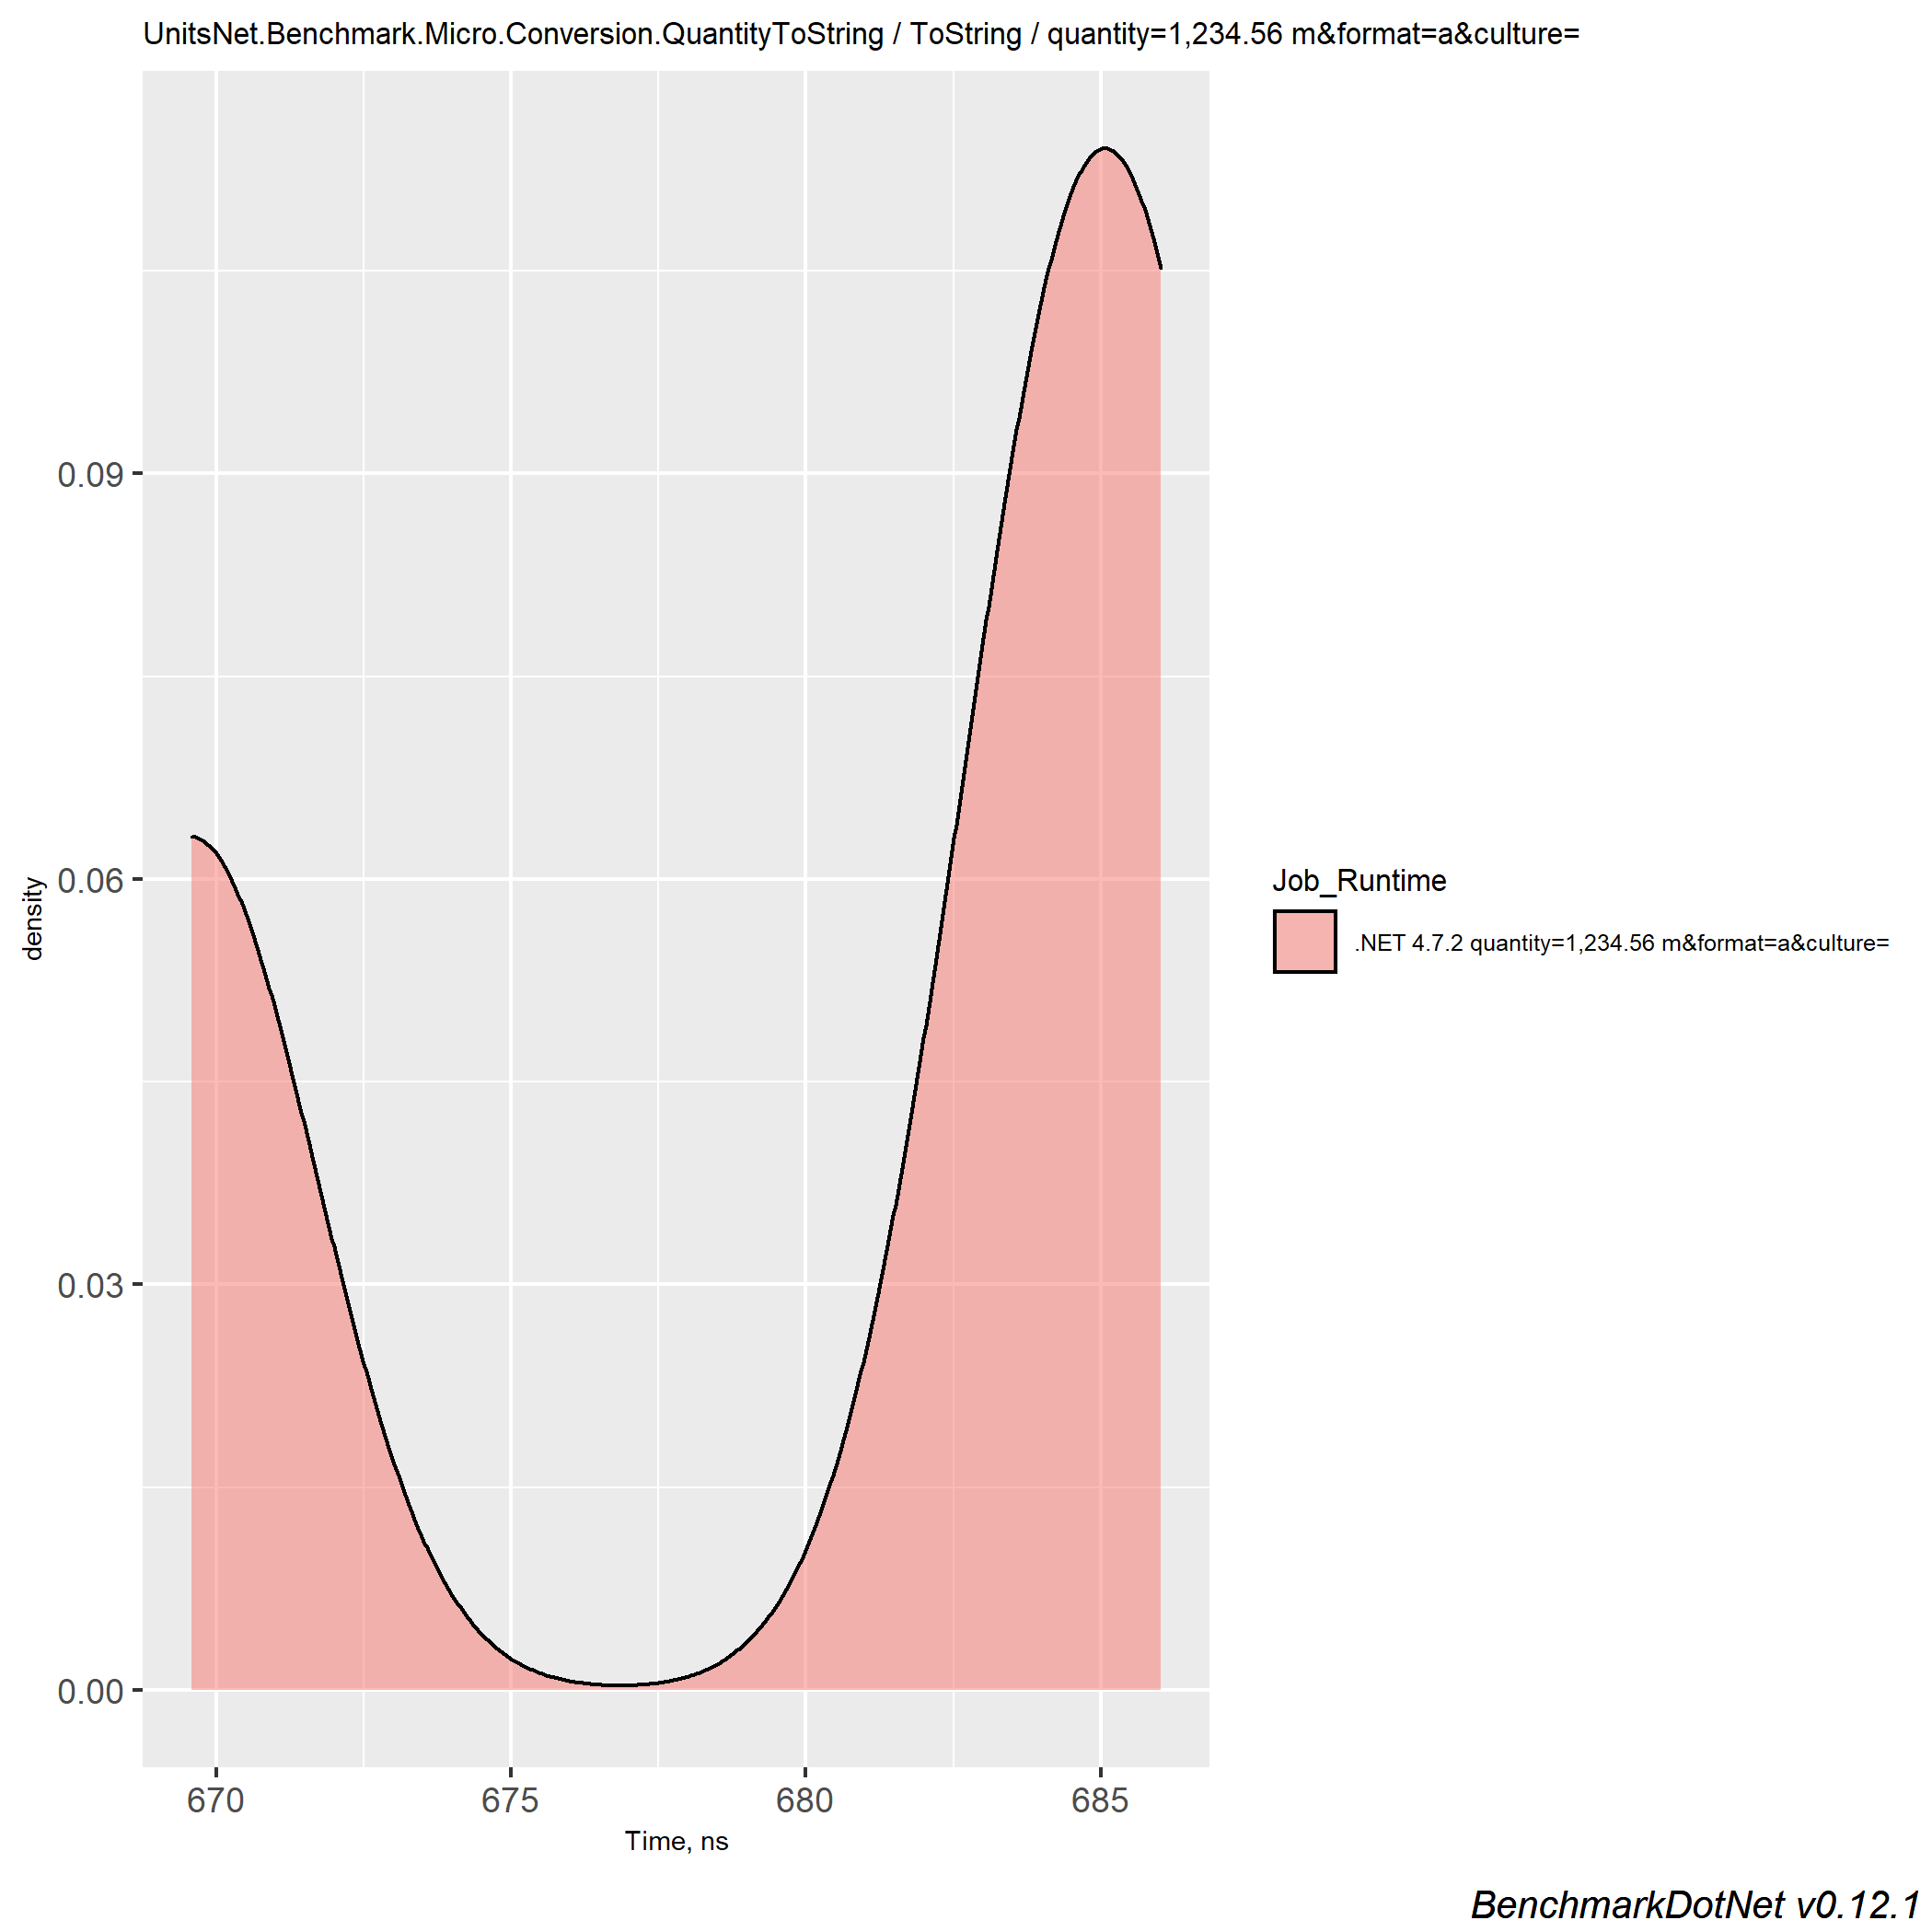 UnitsNet.Benchmark.Micro.Conversion.QuantityToString / ToString / quantity=1,234.56 m&format=a&culture=
0.09
0.06
0.03
0.00
density
670 675 680 685
Time, ns
Job_Runtime
.NET 4.7.2 quantity=1,234.56 m&format=a&culture=
BenchmarkDotNet v0.12.1